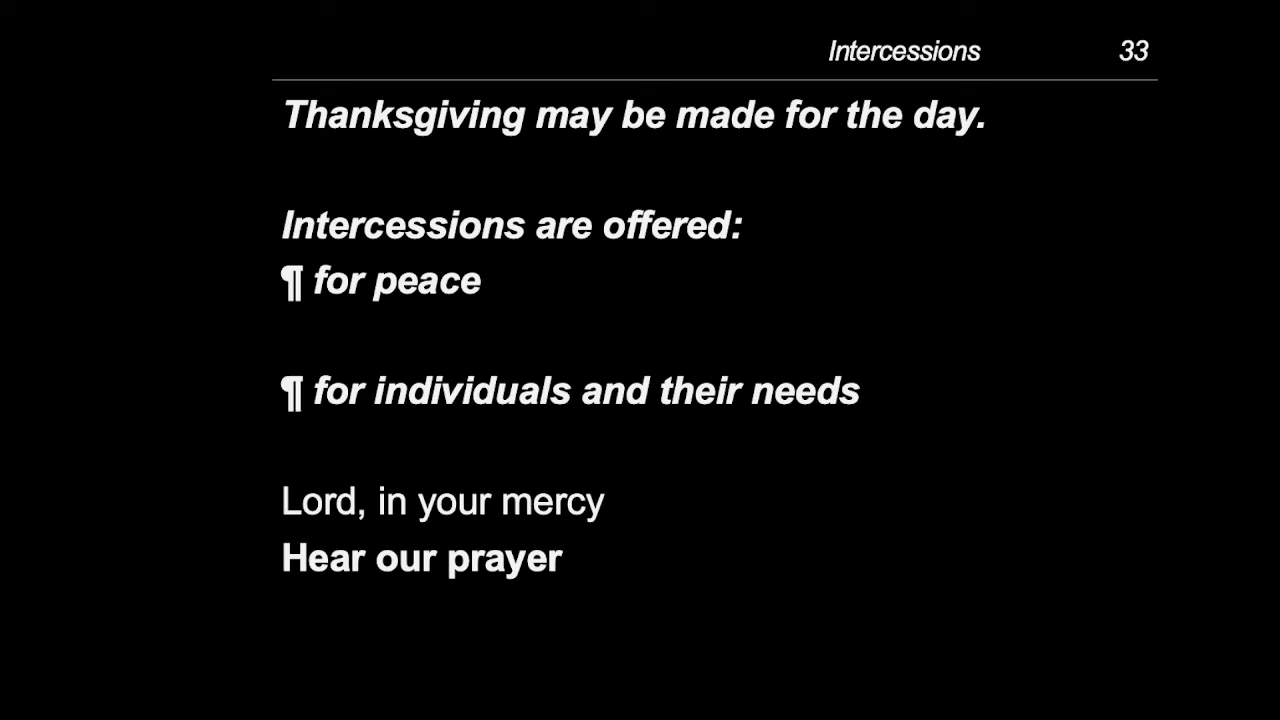 Intercessions 33
Thanksgiving may be made for the day.
Intercessions are offered:
¶ for peace
¶ for individuals and their needs
Lord, in your mercy
Hear our prayer